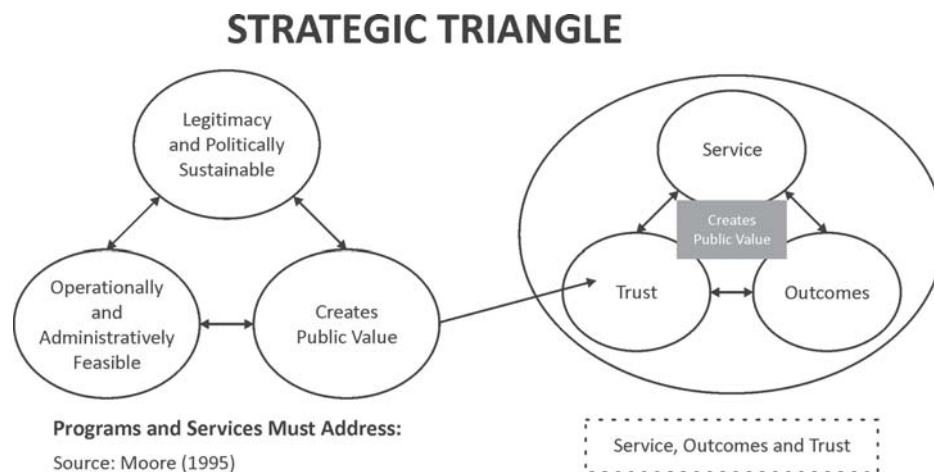 STRATEGIC TRIANGLE
Legitimacy
and Politically
Sustainable
Operationally
and
Administratively
Feasible
Creates
Public Value
Service
Creates
Public Value
Trust
Outcomes
Programs and Services Must Address:
Source: Moore (1995)
Service, Outcomes and Trust